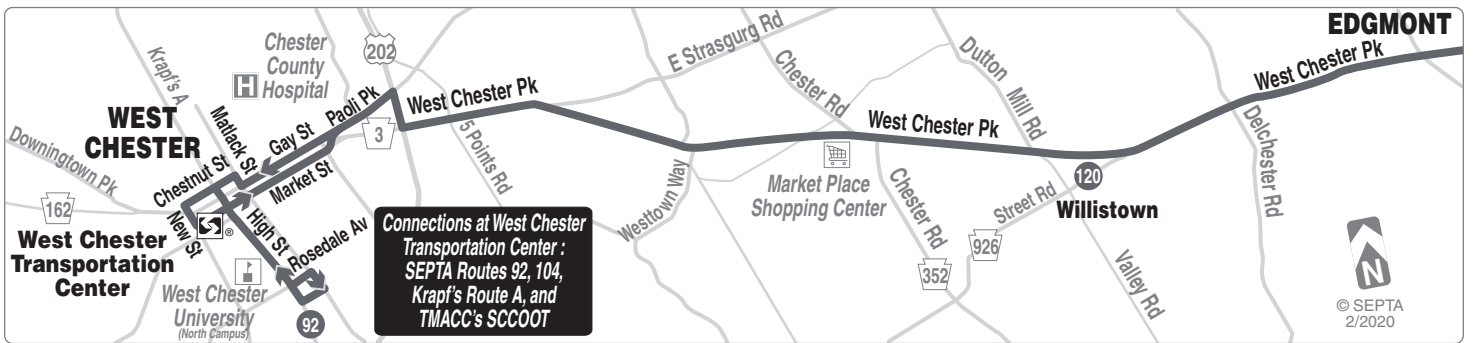 EDGMONT
West Chester Pk
Delchester Rd
Dutton
Mill Rd
E Strasgurg Rd
Chester Rd
202
Chester
County
Hospital
H
Krapf's A
WEST
CHESTER
Matlack St
Gay St
Paoli Pk
West Chester Pk
3
5 Points Rd
West Chester Pk
Downingtown Pk
Chestnut St
Market St
162
New St
High St
Rosedale Av
®
West Chester
Transportation
Center
West Chester
University
(North Campus)
92
Connections at West Chester
Transportation Center :
SEPTA Routes 92, 104,
Krapf's Route A, and
TMACC's SCCOOT
Westtown Way
Market Place
Shopping Center
Chester Rd
352
926
Street Rd
120
Willistown
Valley Rd
N
© SEPTA
2/2020